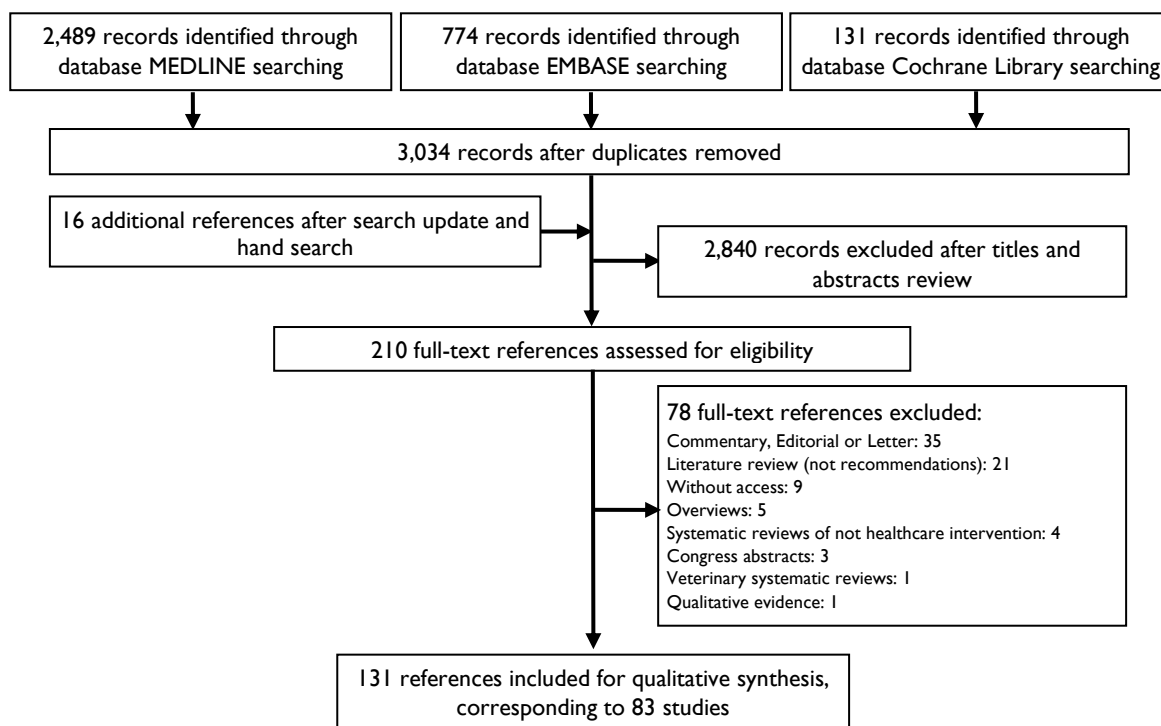 2,489 records identified through
database MEDLINE searching
774 records identified through
database EMBASE searching
131 records identified through
database Cochrane Library searching
3,034 records after duplicates removed
16 additional references after search update and
hand search
2,840 records excluded after titles and
abstracts review
210 full-text references assessed for eligibility
78 full-text references excluded:
Commentary, Editorial or Letter: 35
Literature review (not recommendations): 21
Without access: 9
Overviews: 5
Systematic reviews of not healthcare intervention: 4
Congress abstracts: 3
Veterinary systematic reviews: 1
Qualitative evidence: 1
131 references included for qualitative synthesis,
corresponding to 83 studies